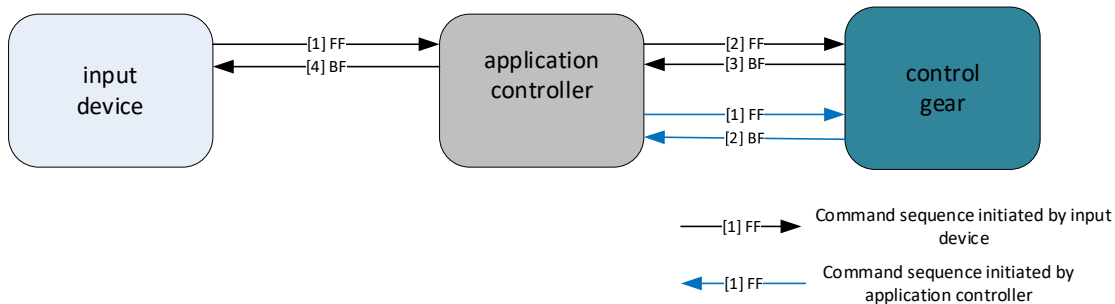 [1] FF
[2] FF
[4] BF
[3] BF
input
device
application
controller
control
gear
[1] FF
[2] BF
[1] FF
Command sequence initiated by input
device
[1] FF
Command sequence initiated by
application controller